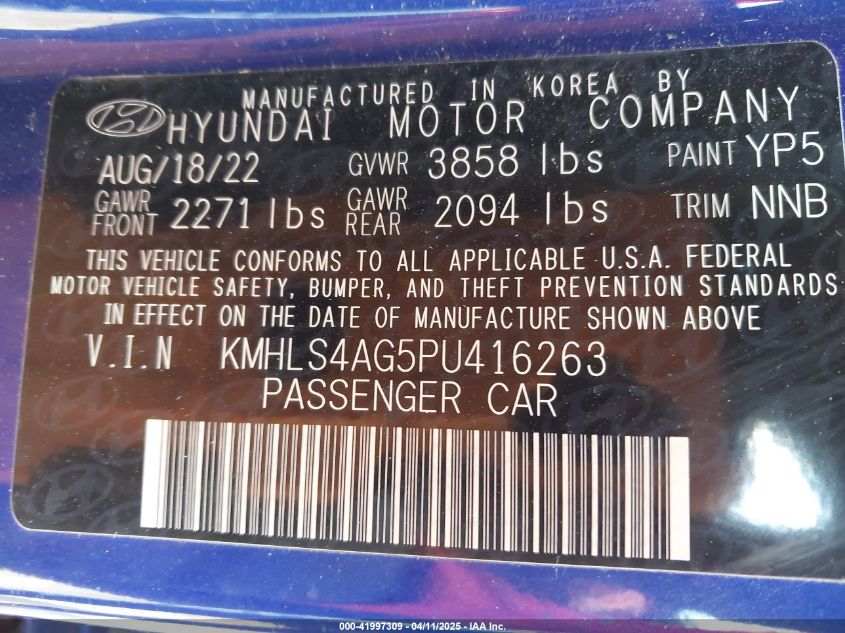 MANUFACTURED IN KOREA BY
HYUNDAI MOTOR COMPANY
AUG/18/22 GVWR 3858 lbs PAINT YP5
GAWR FRONT 2271 lbs GAWR REAR 2094 lbs TRIM NNB
THIS VEHICLE CONFORMS TO ALL APPLICABLE U.S.A. FEDERAL
MOTOR VEHICLE SAFETY, BUMPER, AND THEFT PREVENTION STANDARDS
IN EFFECT ON THE DATE OF MANUFACTURE SHOWN ABOVE
V.I.N KMHLS4AG5PU416263
PASSENGER CAR
000-41997309 - 04/11/2025 - IAA Inc.